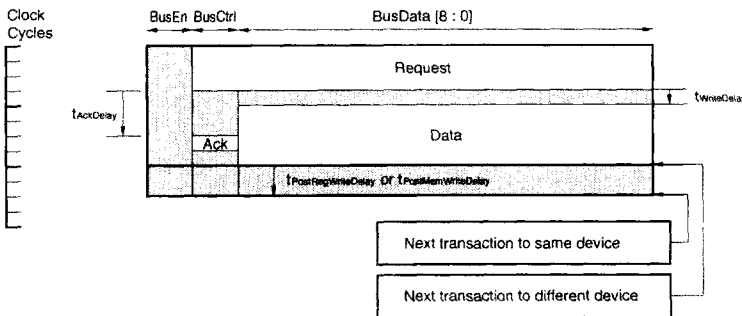 Clock
Cycles
BusEn BusCtrl BusData [8 : 0]
Request
tAckDelay
tWriteDelay
Data
Ack
tPostRegWriteDelay or tPostMemWriteDelay
Next transaction to same device
Next transaction to different device